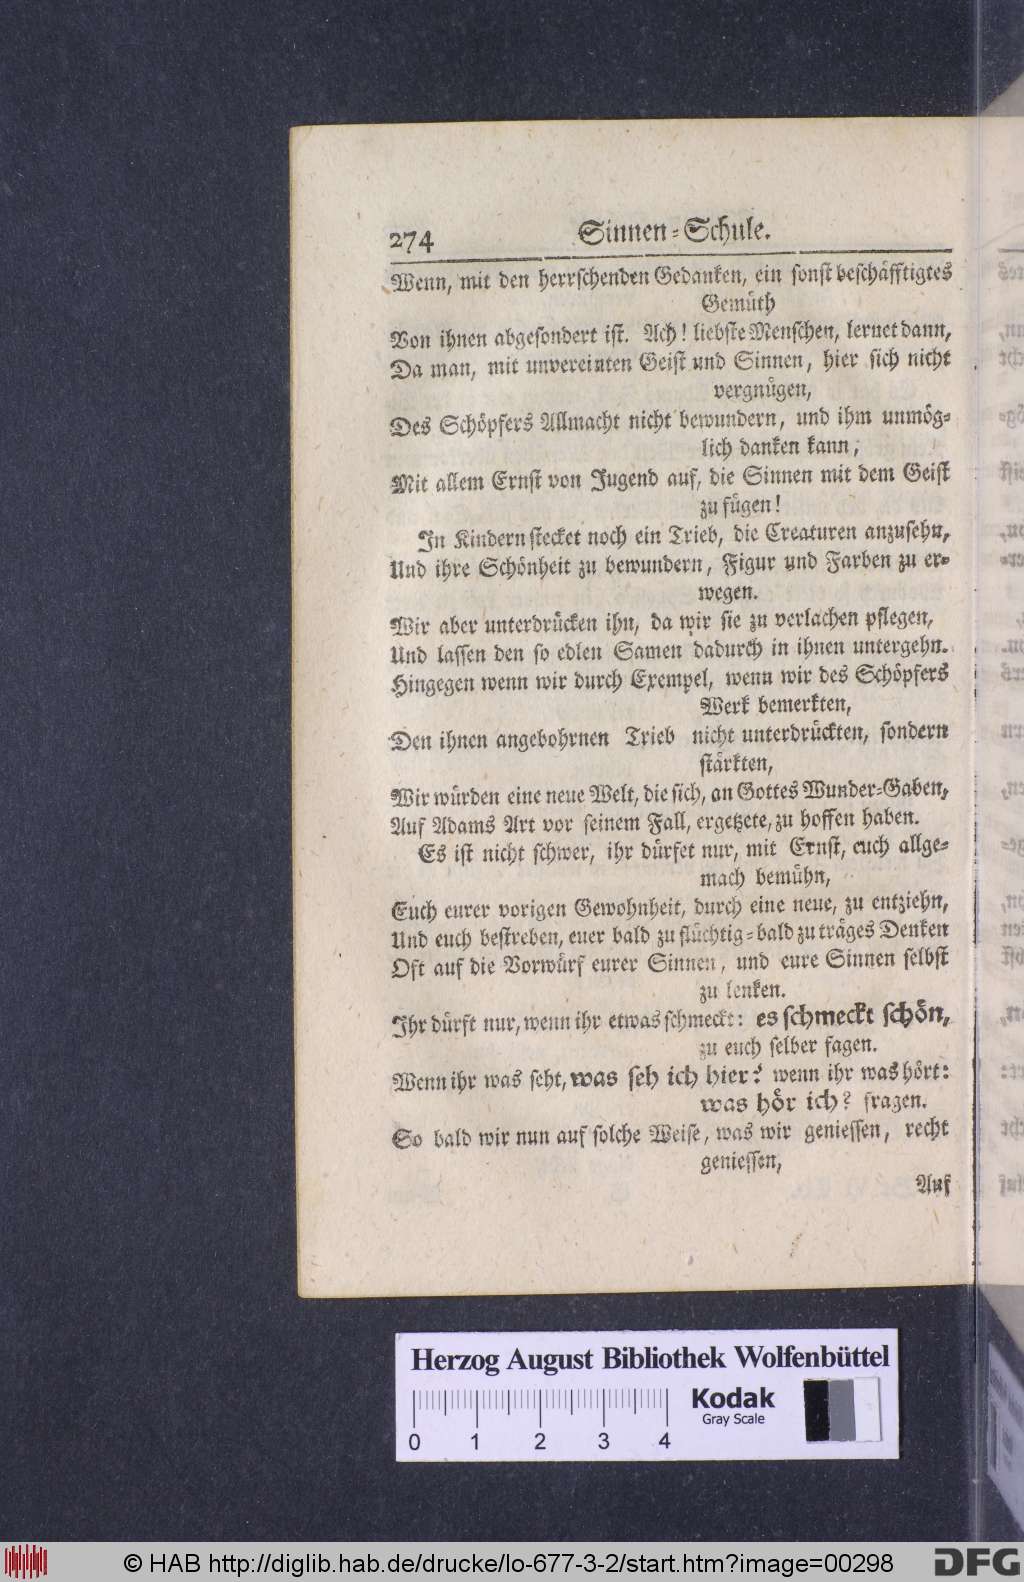 274 Sinnen-Schule.
Wenn, mit den herrschenden Gedanken, ein sonst beschäfftigtes
Gemüth
Von ihnen abgesondert ist. Ach! liebste Menschen, lernet dann,
Da man, mit unvereinten Geist und Sinnen, hier sich nicht
vergnügen,
Des Schöpfers Allmacht nicht bewundern, und ihm unmög-
lich danken kann;
Mit allem Ernst von Jugend auf, die Sinnen mit dem Geist
zu fügen!
In Kindern stecket noch ein Trieb, die Creaturen anzusehn,
Und ihre Schönheit zu bewundern, Figur und Farben zu er-
wegen.
Wir aber unterdrücken ihn, da wir sie zu verlachen pflegen,
Und lassen den so edlen Samen dadurch in ihnen untergehn.
Hingegen wenn wir durch Exempel, wenn wir des Schöpfers
Werk bemerkten,
Den ihnen angebohrnen Trieb nicht unterdrückten, sondern
stärkten,
Wir würden eine neue Welt, die sich, an Gottes Wunder-Gaben,
Auf Adams Art vor seinem Fall, ergetzete, zu hoffen haben.
Es ist nicht schwer, ihr dürfet nur, mit Ernst, euch allge-
mach bemühn,
Euch eurer vorigen Gewohnheit, durch eine neue, zu entziehn,
Und euch bestreben, euer bald zu flüchtig-bald zu träges Denken
Oft auf die Vorwürf eurer Sinnen, und eure Sinnen selbst
zu lenken.
Ihr dürft nur, wenn ihr etwas schmeckt: es schmeckt schön,
zu euch selber sagen.
Wenn ihr was seht, was seh ich hier? wenn ihr was hört:
was hör ich? fragen.
So bald wir nun auf solche Weise, was wir geniessen, recht
geniessen,
Auf
Herzog August Bibliothek Wolfenbüttel
Kodak
Gray Scale
0 1 2 3 4
© HAB http://diglib.hab.de/drucke/lo-677-3-2/start.htm?image=00298
DFG